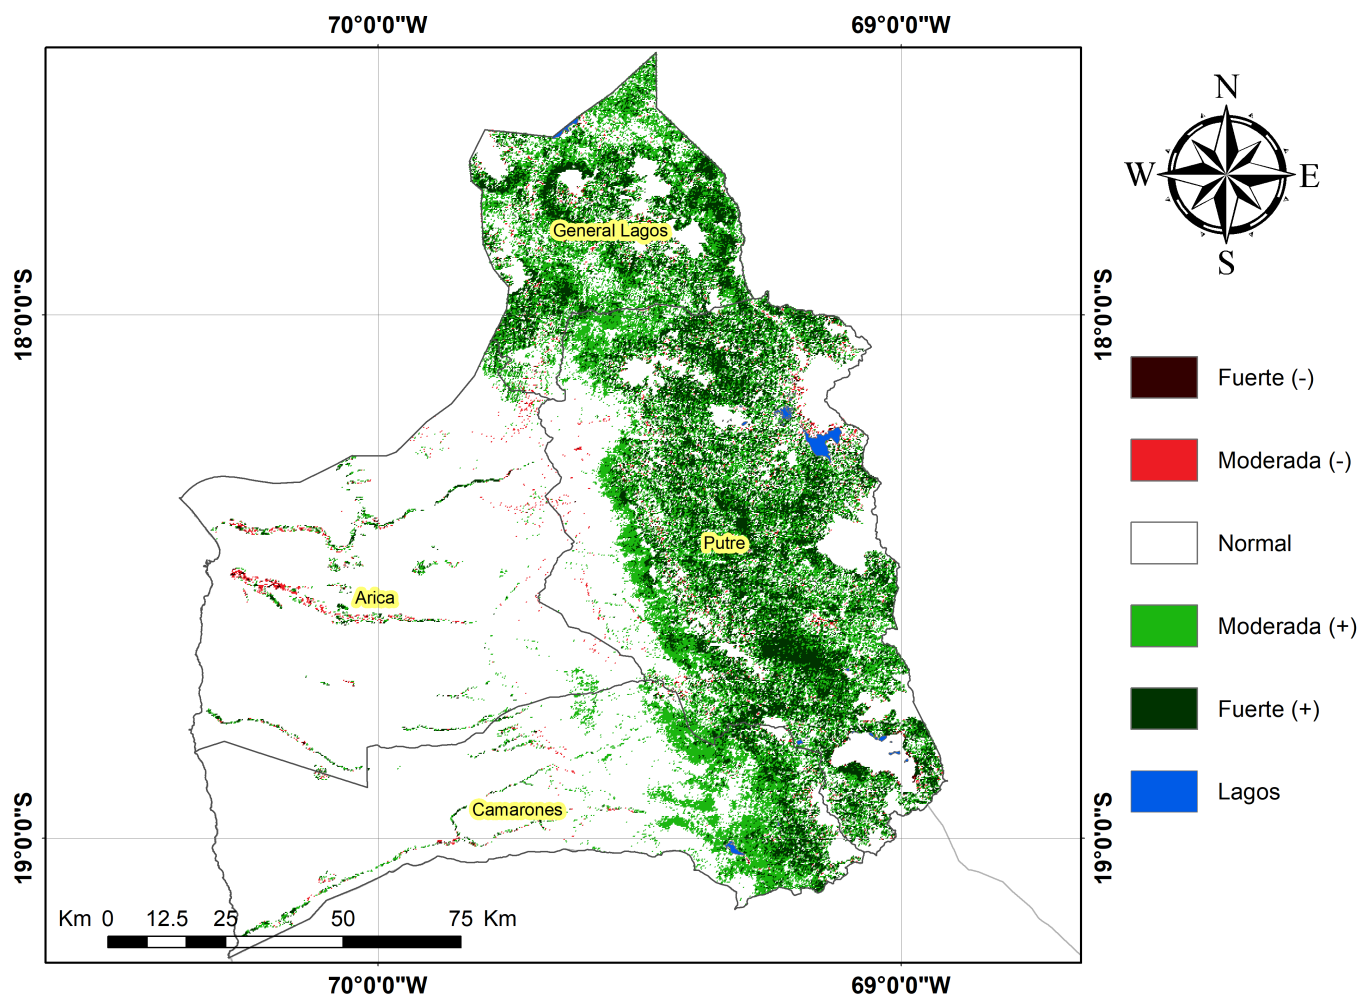 70°0'0"W 69°0'0"W
N
W E
S
18°0'0"S 18°0'0"S
General Lagos
Putre
Arica
Camarones
Fuerte (-)
Moderada (-)
Normal
Moderada (+)
Fuerte (+)
Lagos
19°0'0"S 19°0'0"S
Km 0 12.5 25 50 75 Km
70°0'0"W 69°0'0"W